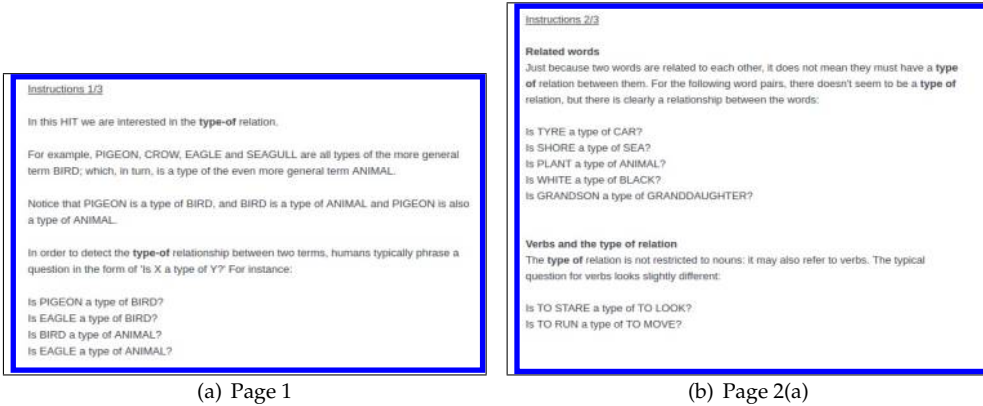 Instructions 1/3
In this HIT we are interested in the type-of relation.
For example, PIGEON, CROW, EAGLE and SEAGULL are all types of the more general
term BIRD; which, in turn, is a type of the even more general term ANIMAL.
Notice that PIGEON is a type of BIRD, and BIRD is a type of ANIMAL and PIGEON is also
a type of ANIMAL.
In order to detect the type-of relationship between two terms, humans typically phrase a
question in the form of 'Is X a type of Y?' For instance:
Is PIGEON a type of BIRD?
Is EAGLE a type of BIRD?
Is BIRD a type of ANIMAL?
Is EAGLE a type of ANIMAL?
(a) Page 1
Instructions 2/3
Related words
Just because two words are related to each other, it does not mean they must have a type
of relation between them. For the following word pairs, there doesn't seem to be a type of
relation, but there is clearly a relationship between the words:
Is TYRE a type of CAR?
Is SHORE a type of SEA?
Is PLANT a type of ANIMAL?
Is WHITE a type of BLACK?
Is GRANDSON a type of GRANDDAUGHTER?
Verbs and the type of relation
The type of relation is not restricted to nouns: it may also refer to verbs. The typical
question for verbs looks slightly different:
Is TO STARE a type of TO LOOK?
Is TO RUN a type of TO MOVE?
(b) Page 2(a)